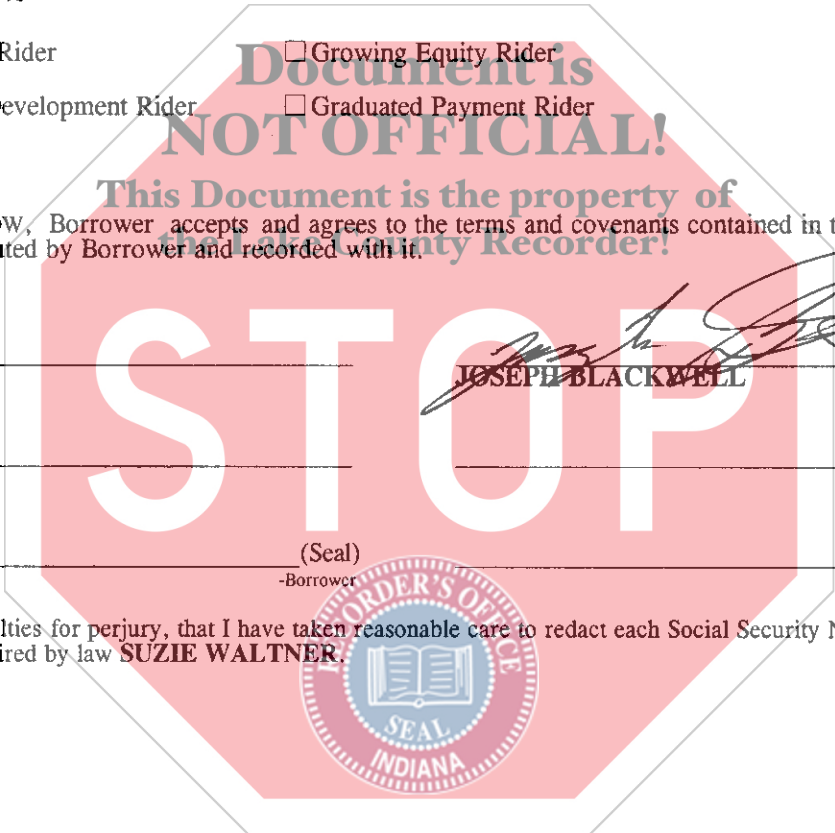 Rider ☐ Growing Equity Rider
Document is
evelopment Rider ☐ Graduated Payment Rider
NOT OFFICIAL!
This Document is the property of
the Lake County Recorder!
W, Borrower accepts and agrees to the terms and covenants contained in t
ted by Borrower and recorded with it.
STOP
JOSEPH BLACKWELL
(Seal)
-Borrower
RECORDER'S OFFICE
SEAL
INDIANA
lties for perjury, that I have taken reasonable care to redact each Social Security N
ired by law SUZIE WALTNER.